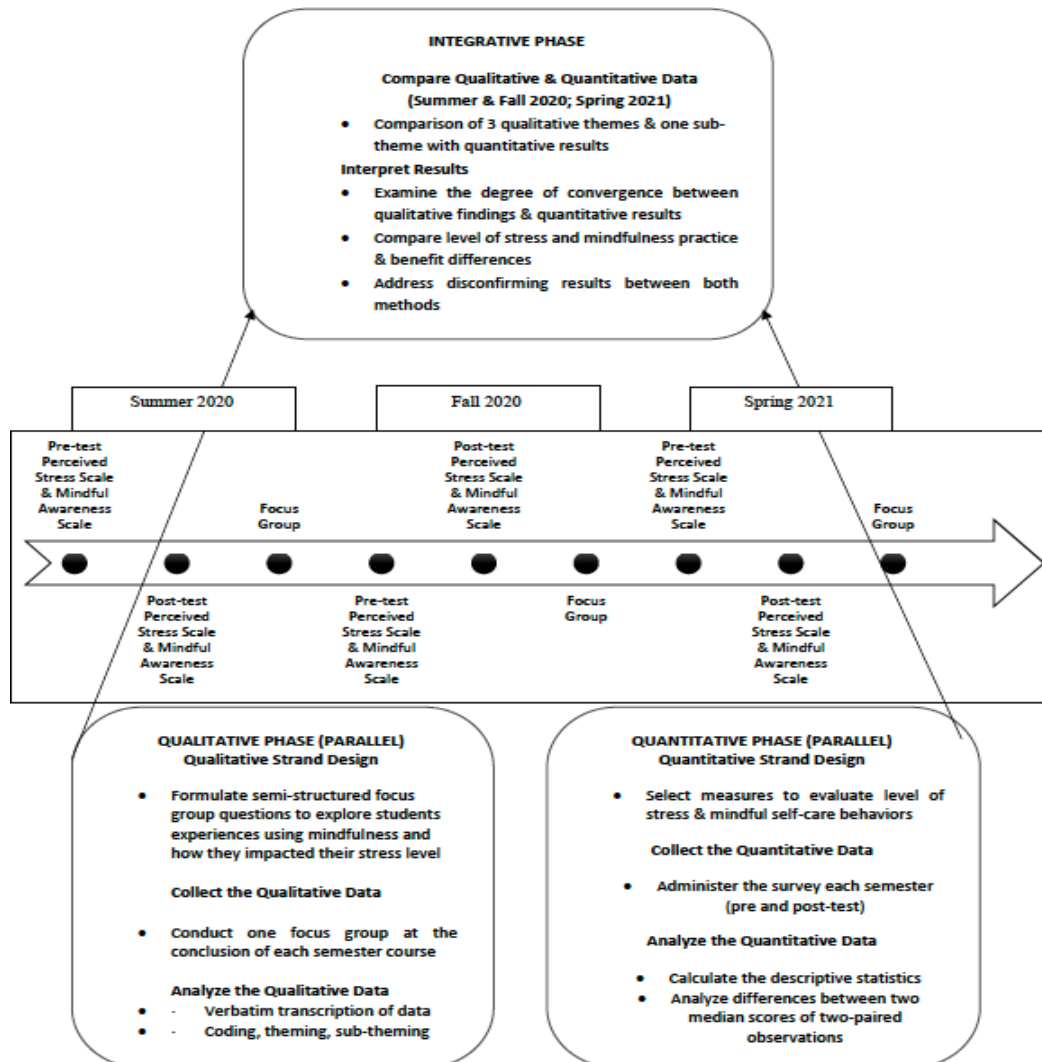 INTEGRATIVE PHASE
Compare Qualitative & Quantitative Data
(Summer & Fall 2020; Spring 2021)
• Comparison of 3 qualitative themes & one sub-
theme with quantitative results
Interpret Results
• Examine the degree of convergence between
qualitative findings & quantitative results
• Compare level of stress and mindfulness practice
& benefit differences
• Address disconfirming results between both
methods
Summer 2020
Fall 2020
Spring 2021
Pre-test
Perceived
Stress Scale
& Mindful
Awareness
Scale
Post-test
Perceived
Stress Scale
& Mindful
Awareness
Scale
Focus
Group
Pre-test
Perceived
Stress Scale
& Mindful
Awareness
Scale
Post-test
Perceived
Stress Scale
& Mindful
Awareness
Scale
Focus
Group
Pre-test
Perceived
Stress Scale
& Mindful
Awareness
Scale
Post-test
Perceived
Stress Scale
& Mindful
Awareness
Scale
Focus
Group
QUALITATIVE PHASE (PARALLEL)
Qualitative Strand Design
• Formulate semi-structured focus
group questions to explore students
experiences using mindfulness and
how they impacted their stress level
Collect the Qualitative Data
• Conduct one focus group at the
conclusion of each semester course
Analyze the Qualitative Data
• - Verbatim transcription of data
• - Coding, theming, sub-theming
QUANTITATIVE PHASE (PARALLEL)
Quantitative Strand Design
• Select measures to evaluate level of
stress & mindful self-care behaviors
Collect the Quantitative Data
• Administer the survey each semester
(pre and post-test)
Analyze the Quantitative Data
• Calculate the descriptive statistics
• Analyze differences between two
median scores of two-paired
observations